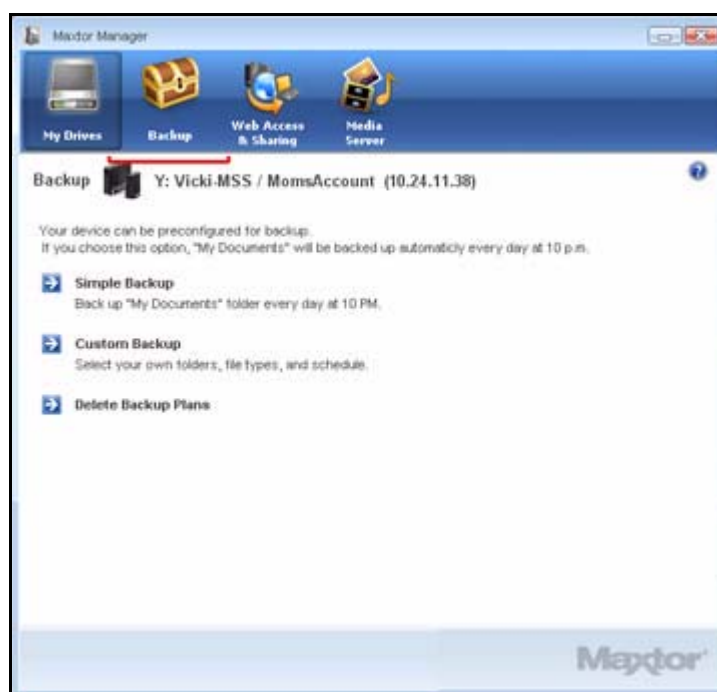 Maxtor Manager
My Drives
Backup
Web Access
& Sharing
Media
Server
Backup Y: Vicki-MSS / MomsAccount (10.24.11.38)
?
Your device can be preconfigured for backup.
If you choose this option, "My Documents" will be backed up automaticly every day at 10 p.m.
Simple Backup
Back up "My Documents" folder every day at 10 PM.
Custom Backup
Select your own folders, file types, and schedule.
Delete Backup Plans
Maxtor